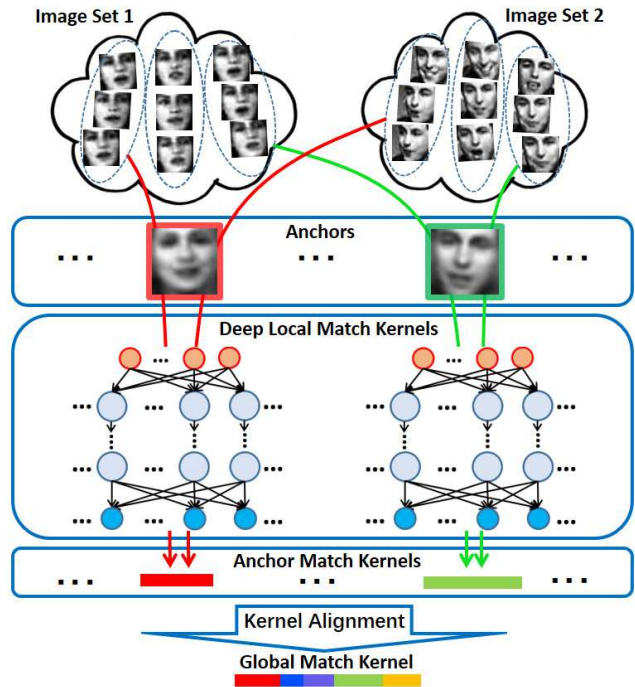 Image Set 1
Image Set 2
Anchors
... ... ...
Deep Local Match Kernels
Anchor Match Kernels
... ... ...
Kernel Alignment
Global Match Kernel